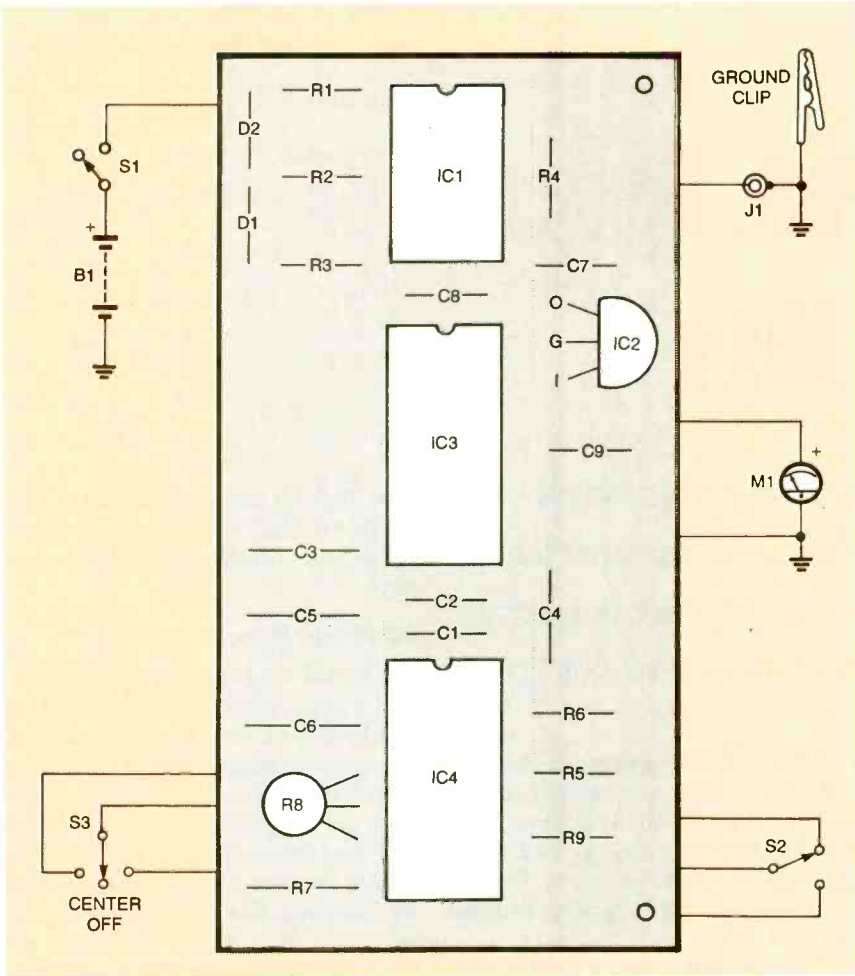 R1
D2
S1
IC1
R2
R4
GROUND
CLIP
J1
D1
+
B1
R3
C7
C8
O
G
I
IC2
IC3
C9
+
M1
C3
C2
C4
C5
C1
R6
C6
IC4
R5
R8
S3
R9
S2
CENTER
OFF
R7